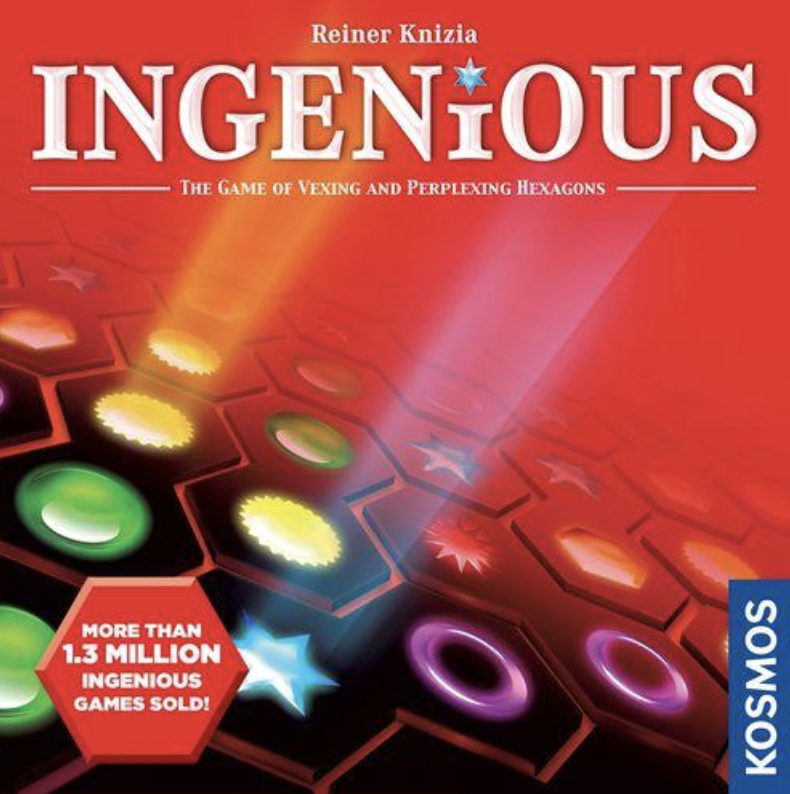 Reiner Knizia
INGENiOUS
The Game of Vexing and Perplexing Hexagons
MORE THAN
1.3 MILLION
INGENIOUS
GAMES SOLD!
KOSMOS